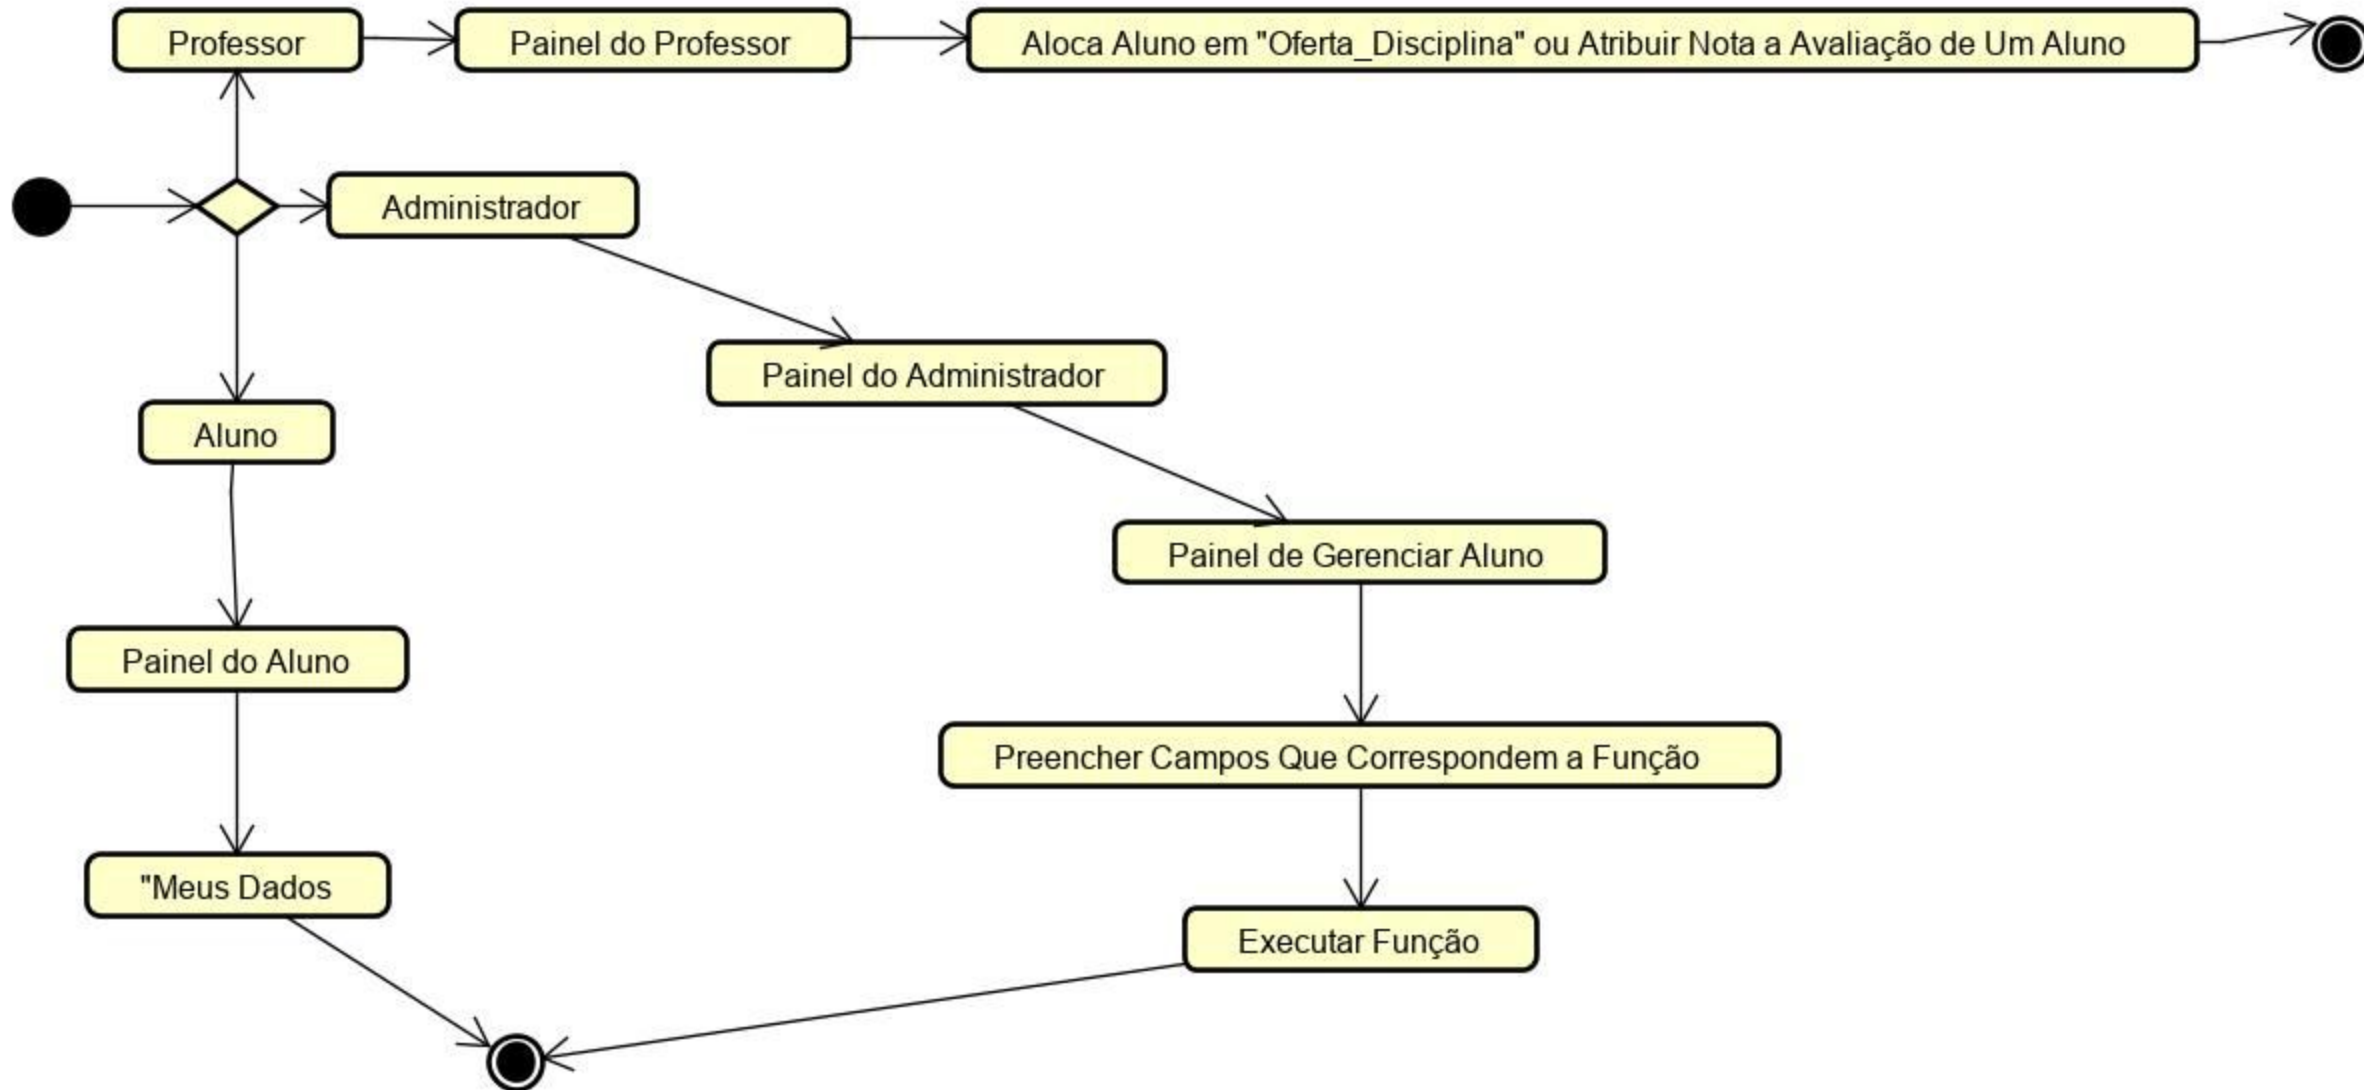 Professor
Painel do Professor
Aloca Aluno em "Oferta_Disciplina" ou Atribuir Nota a Avaliação de Um Aluno
Administrador
Painel do Administrador
Aluno
Painel de Gerenciar Aluno
Painel do Aluno
Preencher Campos Que Correspondem a Função
"Meus Dados
Executar Função